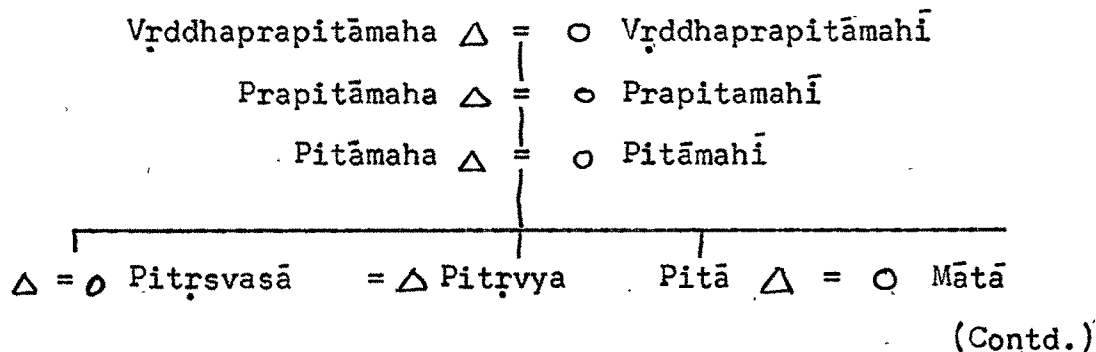 Vṛddhaprapitāmaha △ = ○ Vṛddhaprapitāmahī
Prapitāmaha △ = ○ Prapitamahī
Pitāmaha △ = ○ Pitāmahī
△ = ○ Pitṛsvasā = △ Pitṛvya Pitā △ = ○ Mātā
(Contd.)